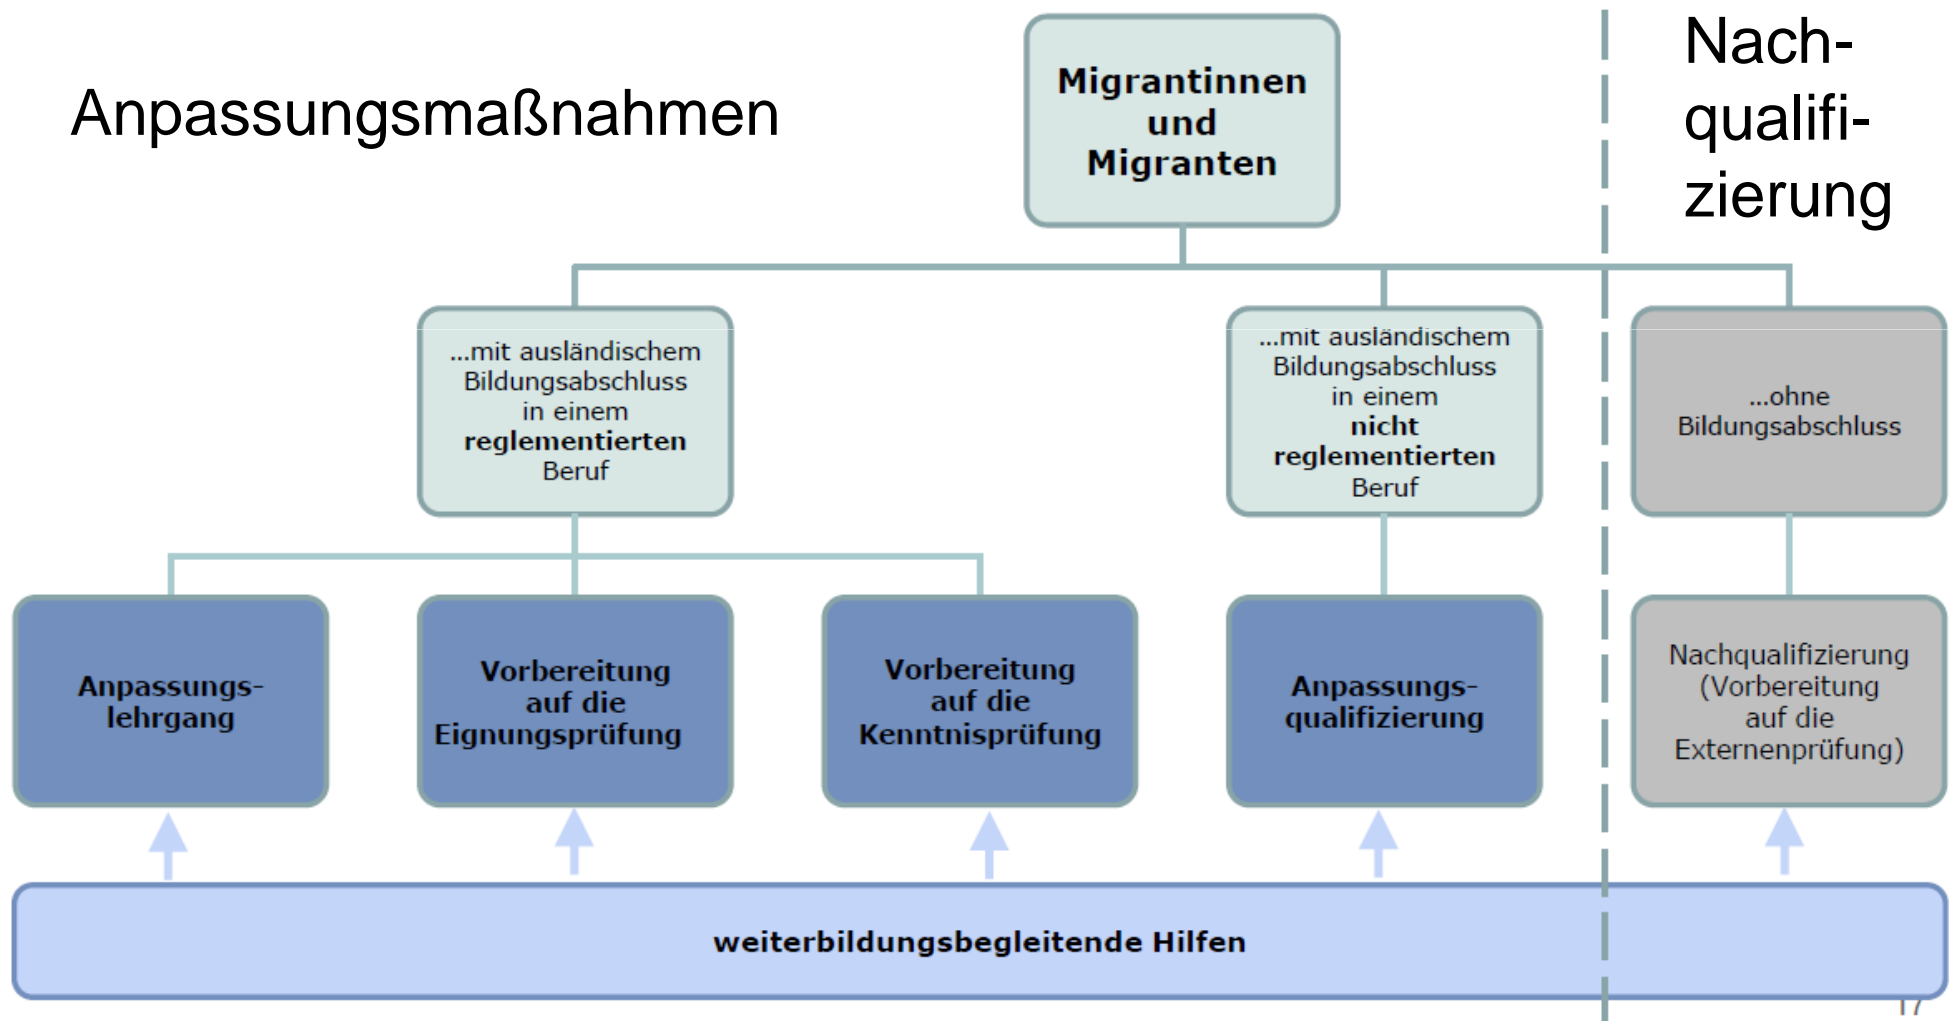 Anpassungsmaßnahmen
Migrantinnen
und
Migranten
Nach-
qualifi-
zierung
...mit ausländischem
Bildungsabschluss
in einem
reglementierten
Beruf
...mit ausländischem
Bildungsabschluss
in einem
nicht
reglementierten
Beruf
...ohne
Bildungsabschluss
Anpassungs-
lehrgang
Vorbereitung
auf die
Eignungsprüfung
Vorbereitung
auf die
Kenntnisprüfung
Anpassungs-
qualifizierung
Nachqualifizierung
(Vorbereitung
auf die
Externenprüfung)
weiterbildungsbegleitende Hilfen
17